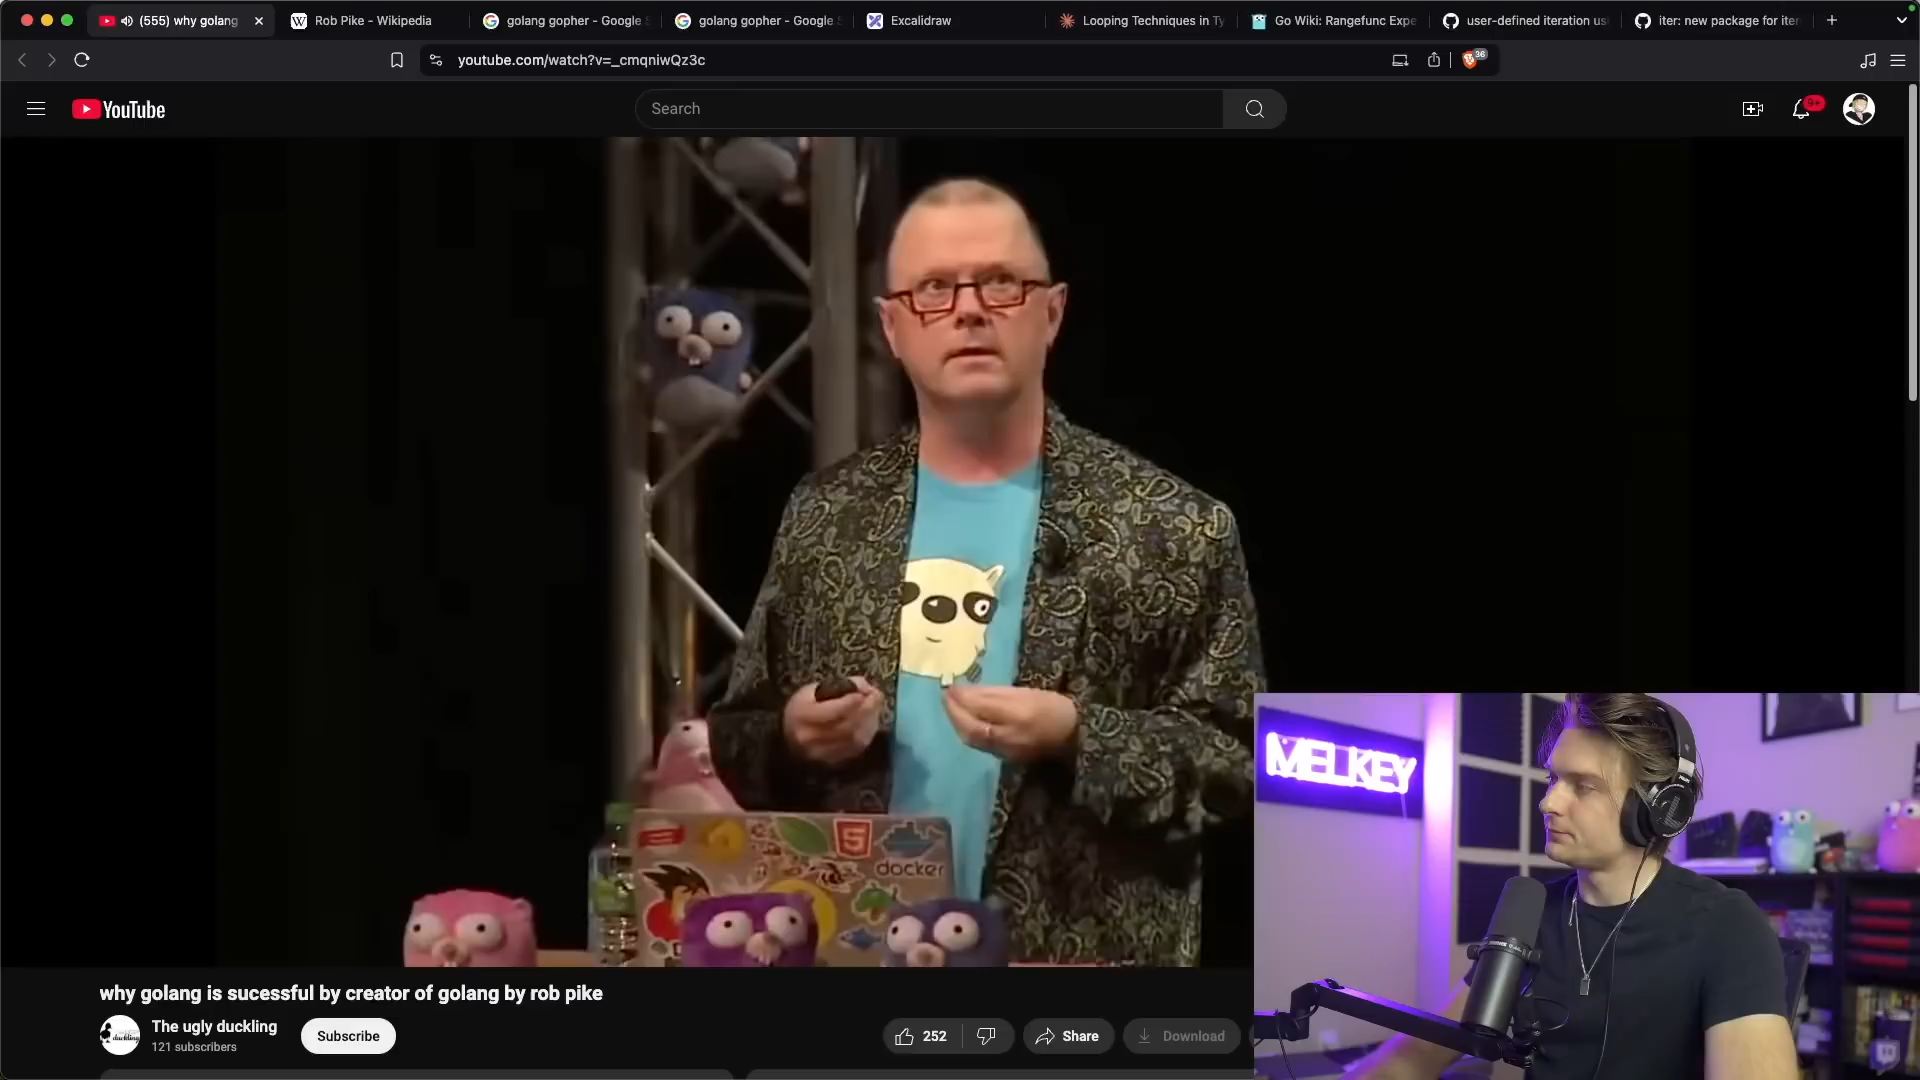 (555) why golang
Rob Pike - Wikipedia
golang gopher - Google
golang gopher - Google
Excalidraw
Looping Techniques in Ty
Go Wiki: Rangefunc Expe
user-defined iteration us
iter: new package for iter
youtube.com/watch?v=_cmqniwQz3c
36
YouTube
Search
9+
docker
MELKEY
why golang is sucessful by creator of golang by rob pike
The ugly duckling
121 subscribers
Subscribe
252
Share
Download